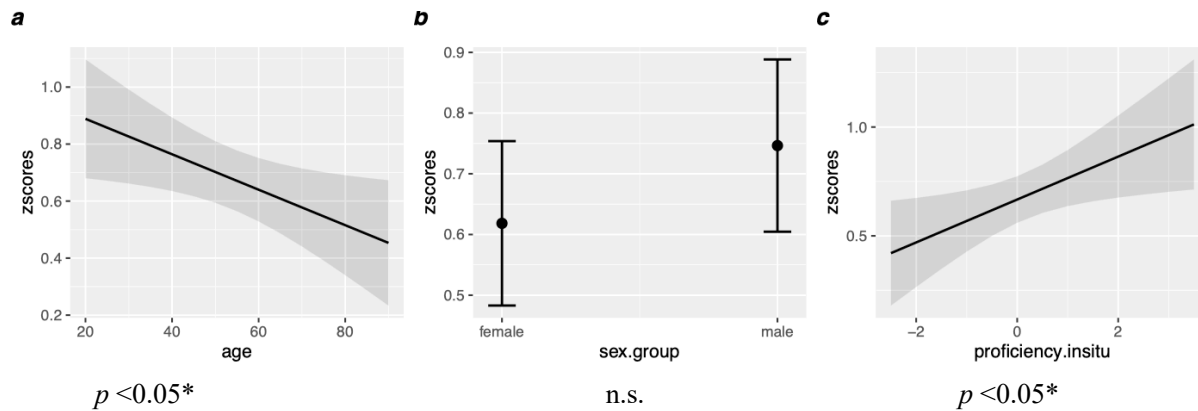 a
zscores
1.0
0.8
0.6
0.4
0.2
20 40 60 80
age
p <0.05*
b
zscores
0.9
0.8
0.7
0.6
0.5
female male
sex.group
n.s.
c
zscores
1.0
0.5
−2 0 2
proficiency.insitu
p <0.05*